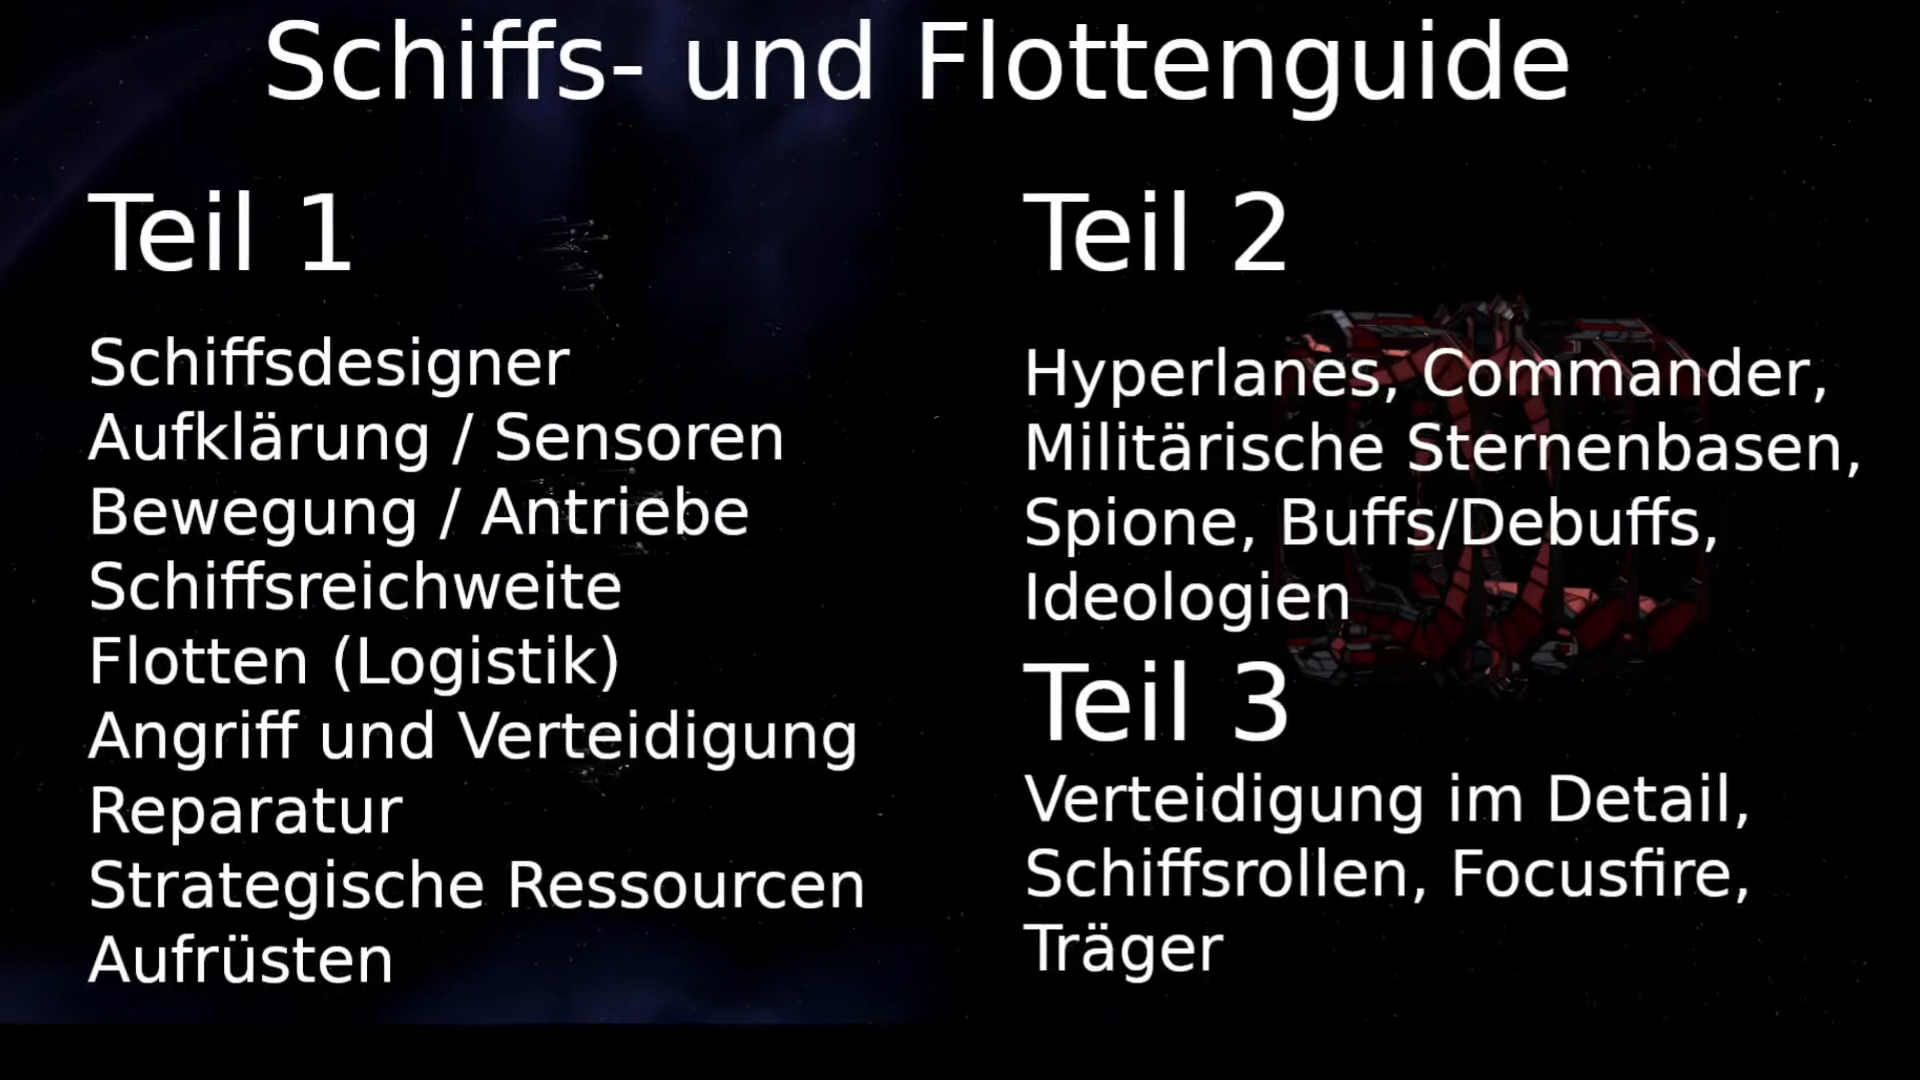 Schiffs- und Flottenguide
Teil 1
Schiffsdesigner
Aufklärung / Sensoren
Bewegung / Antriebe
Schiffsreichweite
Flotten (Logistik)
Angriff und Verteidigung
Reparatur
Strategische Ressourcen
Aufrüsten
Teil 2
Hyperlanes, Commander,
Militärische Sternenbasen,
Spione, Buffs/Debuffs,
Ideologien
Teil 3
Verteidigung im Detail,
Schiffsrollen, Focusfire,
Träger